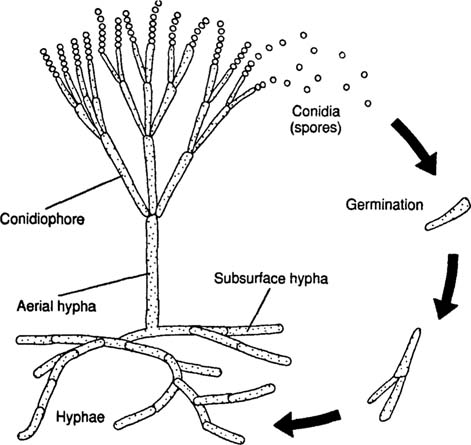 Conidia
(spores)
Germination
Conidiophore
Subsurface hypha
Aerial hypha
Hyphae